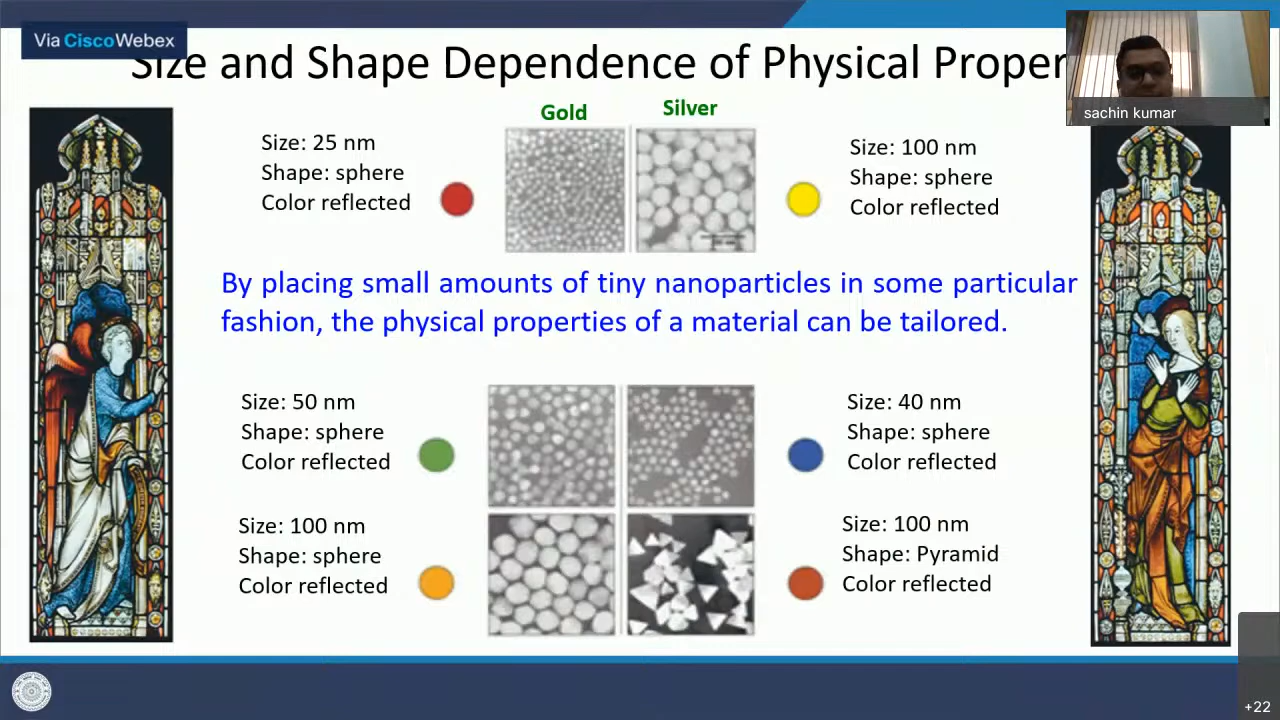 Via CiscoWebex
Size and Shape Dependence of Physical Proper
sachin kumar
Gold
Silver
Size: 25 nm
Shape: sphere
Color reflected
Size: 100 nm
Shape: sphere
Color reflected
By placing small amounts of tiny nanoparticles in some particular
fashion, the physical properties of a material can be tailored.
Size: 50 nm
Shape: sphere
Color reflected
Size: 40 nm
Shape: sphere
Color reflected
Size: 100 nm
Shape: sphere
Color reflected
Size: 100 nm
Shape: Pyramid
Color reflected
+22